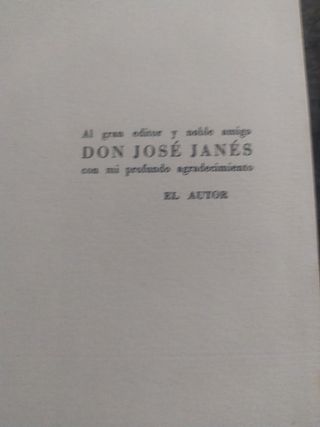 Al gran editor y noble amigo
DON JOSÉ JANÉS
con mi profundo agradecimiento
EL AUTOR